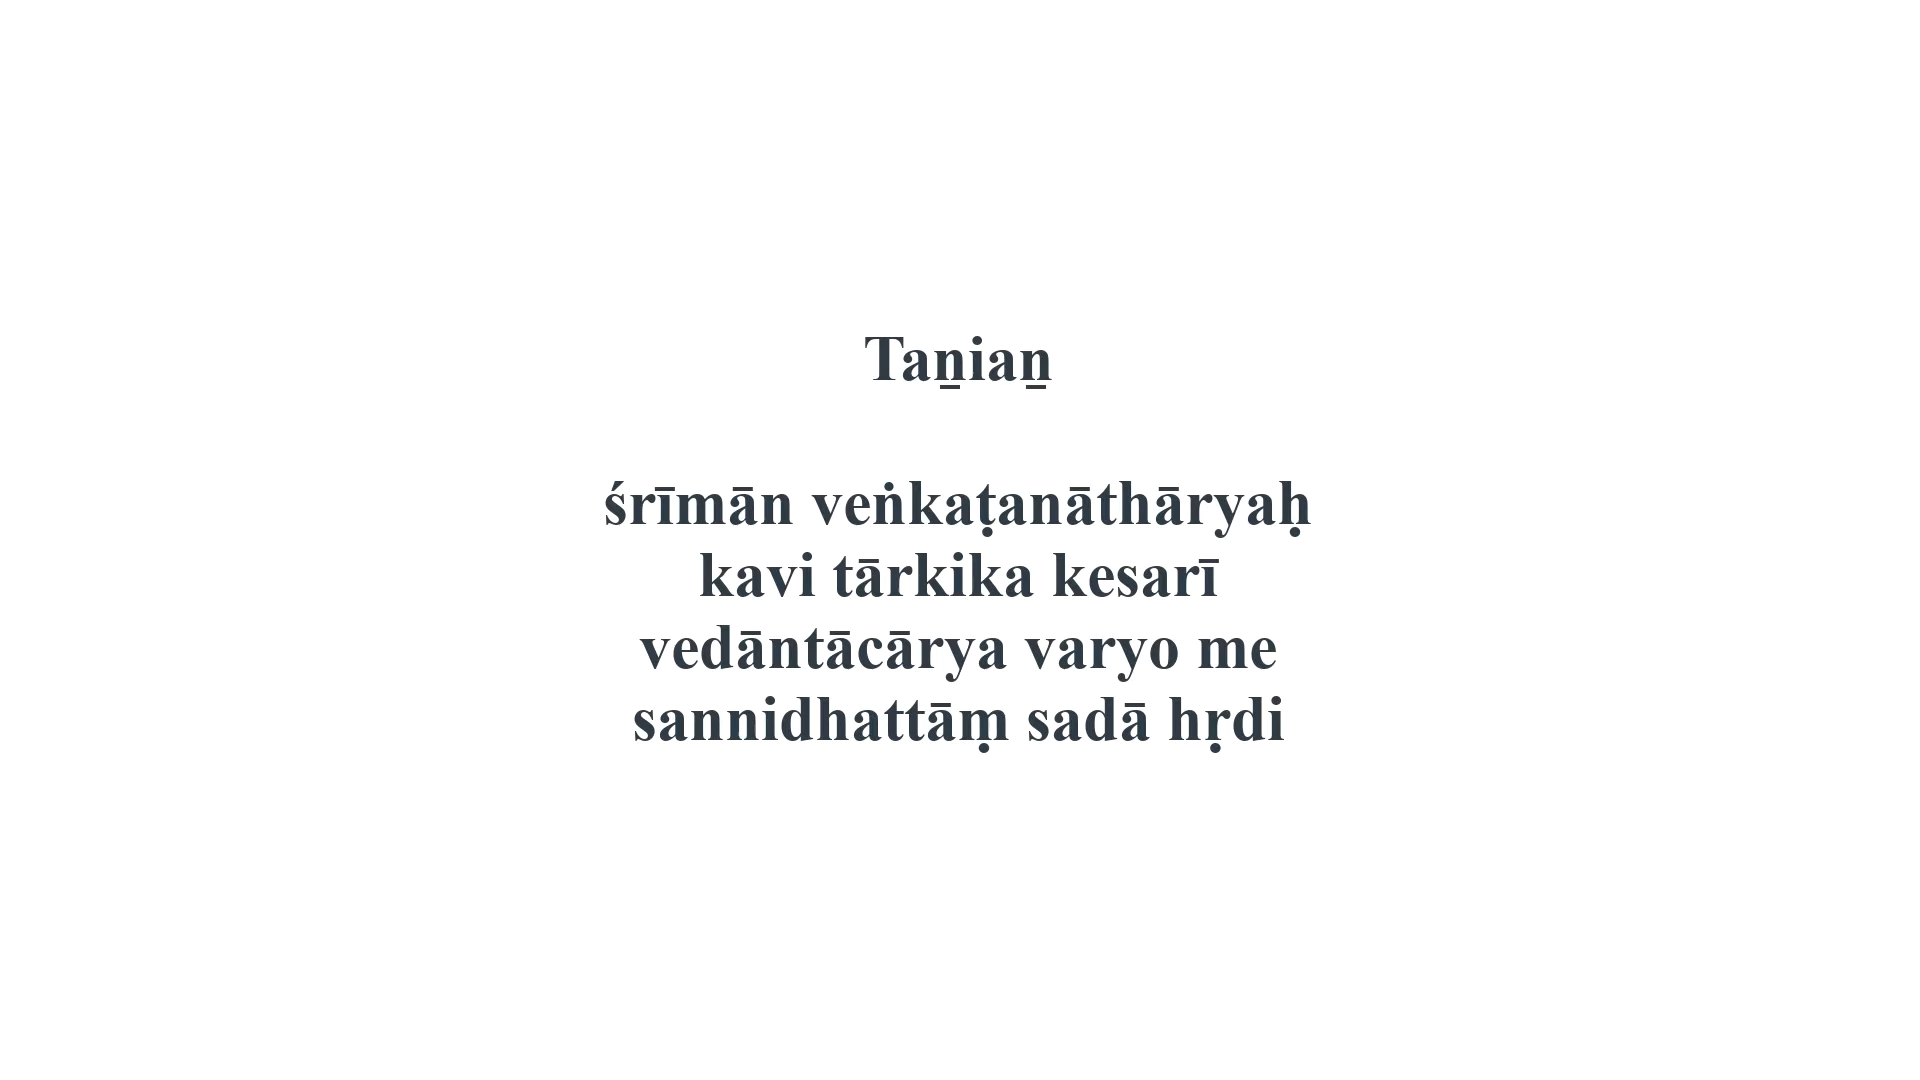 Taṉiaṉ
śrīmān veṅkaṭanāthāryaḥ
kavi tārkika kesarī
vedāntācārya varyo me
sannidhattāṃ sadā hṛdi